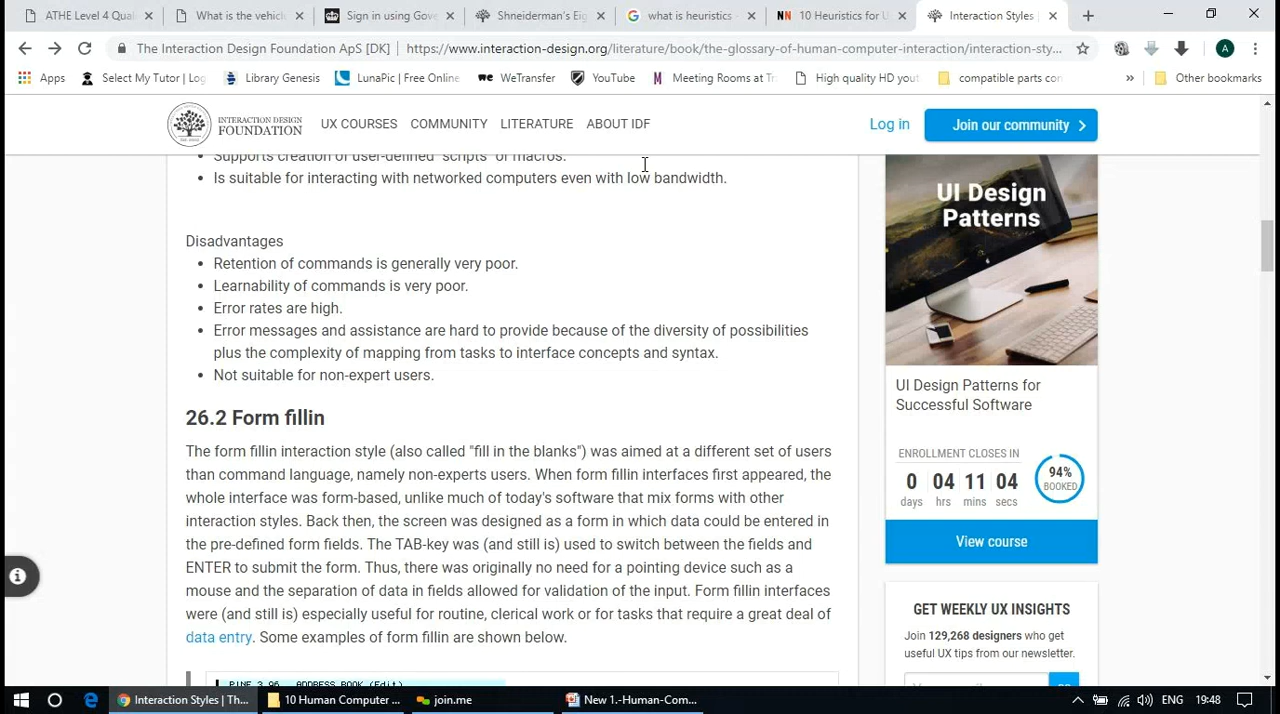 ATHE Level 4 Quali
What is the vehicl
Sign in using Gove
Shneiderman's Eig
what is heuristics -
10 Heuristics for U
Interaction Styles |
The Interaction Design Foundation ApS [DK] | https://www.interaction-design.org/literature/book/the-glossary-of-human-computer-interaction/interaction-sty...
A
Apps
Select My Tutor | Log
Library Genesis
LunaPic | Free Online
WeTransfer
YouTube
Meeting Rooms at Tr
High quality HD yout
compatible parts.con
»
Other bookmarks
INTERACTION DESIGN
FOUNDATION
UX COURSES
COMMUNITY
LITERATURE
ABOUT IDF
Log in
Join our community
Supports creation of user-defined "scripts" or macros.
Is suitable for interacting with networked computers even with low bandwidth.
Disadvantages
Retention of commands is generally very poor.
Learnability of commands is very poor.
Error rates are high.
Error messages and assistance are hard to provide because of the diversity of possibilities
plus the complexity of mapping from tasks to interface concepts and syntax.
Not suitable for non-expert users.
26.2 Form fillin
The form fillin interaction style (also called "fill in the blanks") was aimed at a different set of users
than command language, namely non-experts users. When form fillin interfaces first appeared, the
whole interface was form-based, unlike much of today's software that mix forms with other
interaction styles. Back then, the screen was designed as a form in which data could be entered in
the pre-defined form fields. The TAB-key was (and still is) used to switch between the fields and
ENTER to submit the form. Thus, there was originally no need for a pointing device such as a
mouse and the separation of data in fields allowed for validation of the input. Form fillin interfaces
were (and still is) especially useful for routine, clerical work or for tasks that require a great deal of
data entry. Some examples of form fillin are shown below.
PINE 3.96 ADDRESS BOOK (Edit)
UI Design
Patterns
UI Design Patterns for
Successful Software
ENROLLMENT CLOSES IN
0 04 11 04
days hrs mins secs
94%
BOOKED
View course
GET WEEKLY UX INSIGHTS
Join 129,268 designers who get
useful UX tips from our newsletter.
Interaction Styles | Th...
10 Human Computer ...
join.me
New 1.-Human-Com...
ENG
19:48